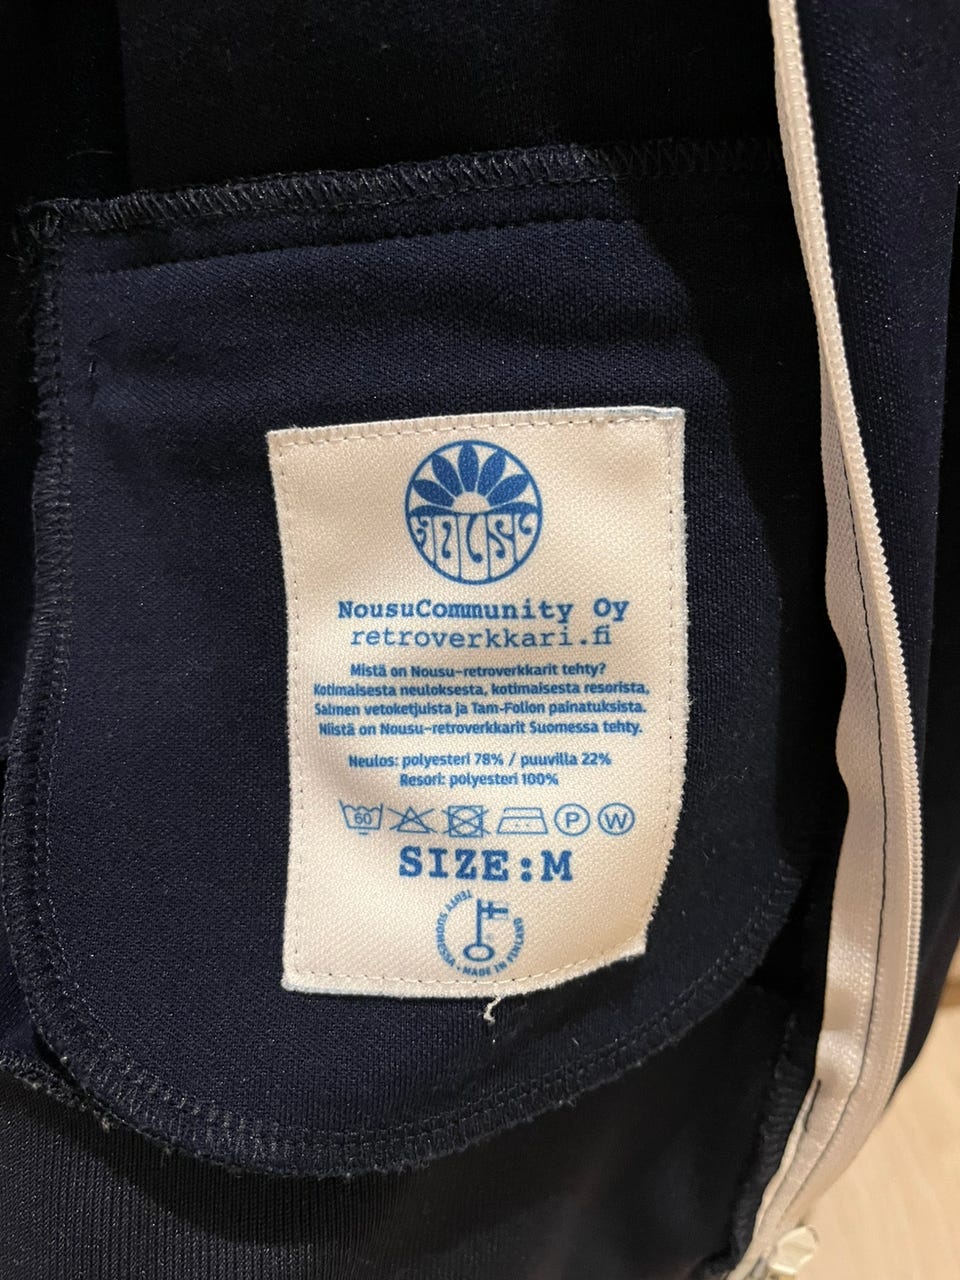 NOUSU
NousuCommunity Oy
retroverkkari.fi
Mistä on Nousu-retroverkkarit tehty?
Kotimaisesta neuloksesta, kotimaisesta resorista,
Salmen vetoketjuista ja Tam-Follon painatuksista.
Niistä on Nousu-retroverkkarit Suomessa tehty.
Neulos: polyesteri 78% / puuvilla 22%
Resori: polyesteri 100%
60 P W
SIZE:M
TEHTY SUOMESSA • MADE IN FINLAND